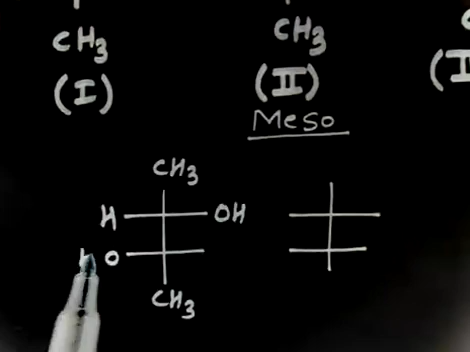 CH3 CH3
(I) (II) (I
Meso
CH3
H OH
HO
CH3